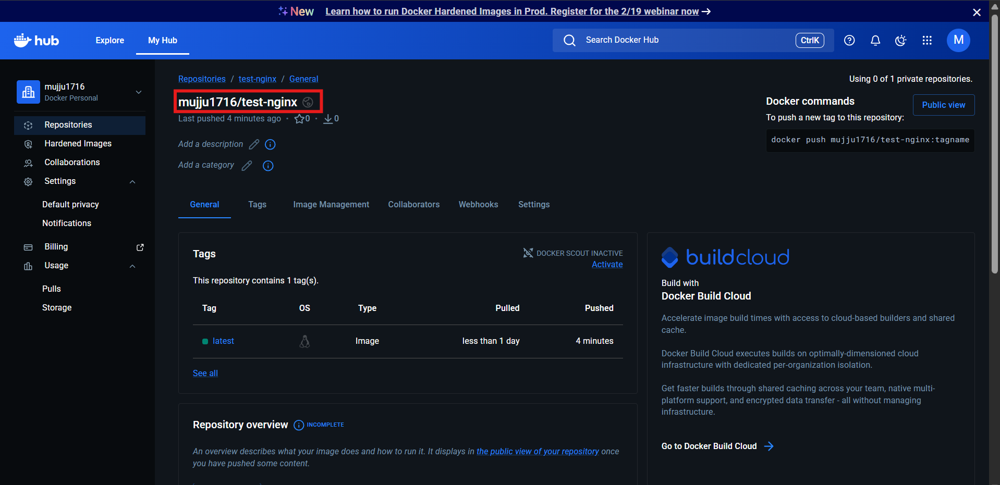 New Learn how to run Docker Hardened Images in Prod. Register for the 2/19 webinar now →
hub
Explore
My Hub
Search Docker Hub
CtrlK
M
mujju1716
Docker Personal
Repositories
Hardened Images
Collaborations
Settings
Default privacy
Notifications
Billing
Usage
Pulls
Storage
Repositories / test-nginx / General
Using 0 of 1 private repositories.
mujju1716/test-nginx
Last pushed 4 minutes ago · 0 · 0
Add a description
Add a category
Docker commands
Public view
To push a new tag to this repository:
docker push mujju1716/test-nginx:tagname
General
Tags
Image Management
Collaborators
Webhooks
Settings
Tags
DOCKER SCOUT INACTIVE
Activate
This repository contains 1 tag(s).
Tag OS Type Pulled Pushed
latest Image less than 1 day 4 minutes
See all
Repository overview INCOMPLETE
An overview describes what your image does and how to run it. It displays in the public view of your repository once
you have pushed some content.
buildcloud
Build with
Docker Build Cloud
Accelerate image build times with access to cloud-based builders and shared
cache.
Docker Build Cloud executes builds on optimally-dimensioned cloud
infrastructure with dedicated per-organization isolation.
Get faster builds through shared caching across your team, native multi-
platform support, and encrypted data transfer - all without managing
infrastructure.
Go to Docker Build Cloud →